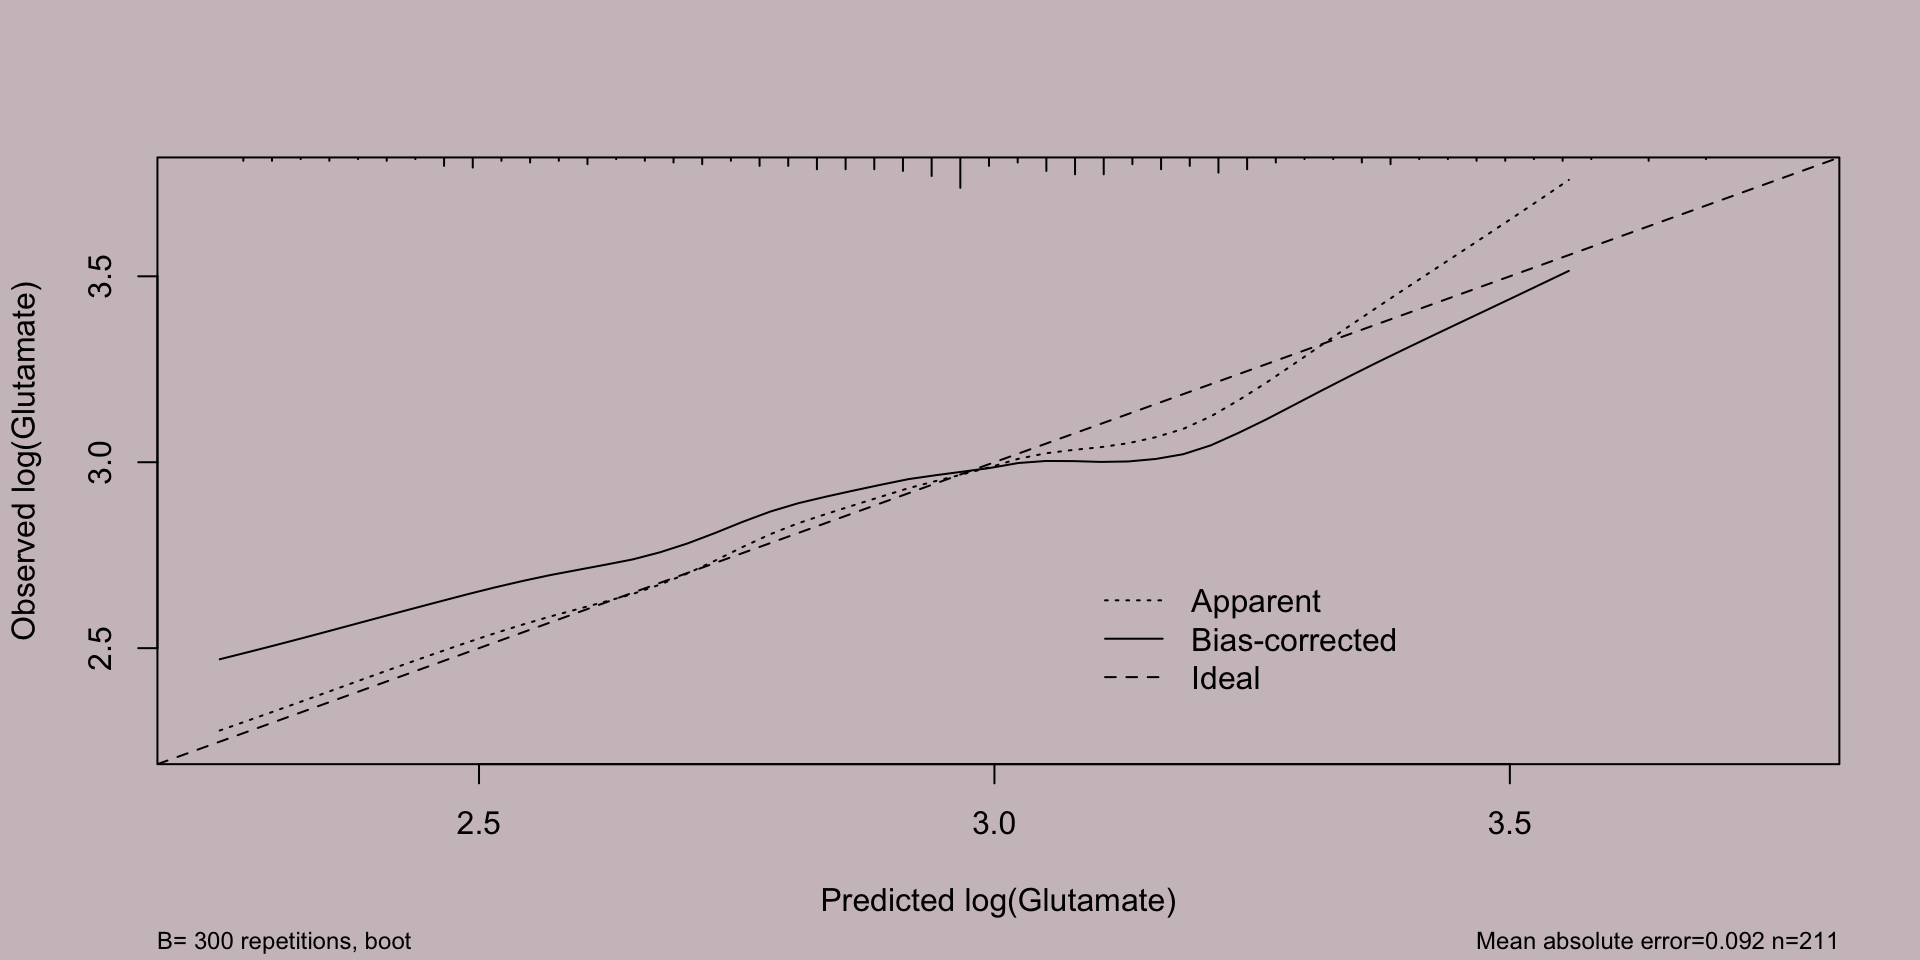 Observed log(Glutamate)
3.5
3.0
2.5
Apparent
Bias-corrected
Ideal
2.5 3.0 3.5
Predicted log(Glutamate)
B= 300 repetitions, boot
Mean absolute error=0.092 n=211